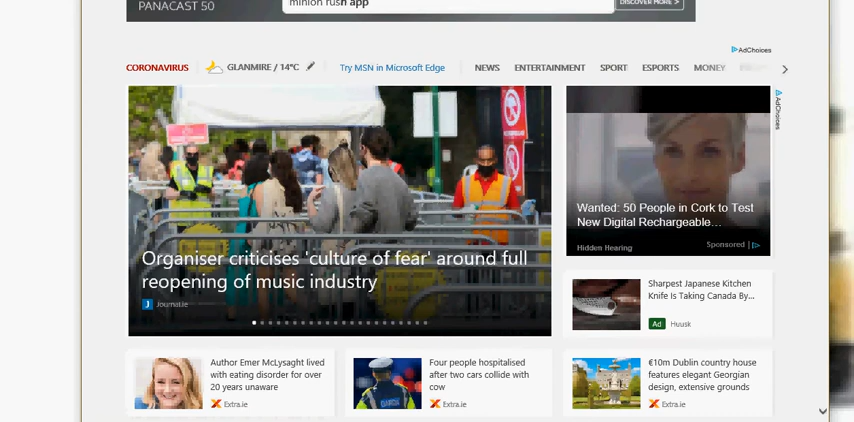 PANACAST 50
minion rush app
DISCOVER MORE >
AdChoices
CORONAVIRUS
GLANMIRE / 14°C
Try MSN in Microsoft Edge
NEWS
ENTERTAINMENT
SPORT
ESPORTS
MONEY
AdChoices
Organiser criticises 'culture of fear' around full
reopening of music industry
Journal.ie
Wanted: 50 People in Cork to Test
New Digital Rechargeable...
Hidden Hearing
Sponsored
Sharpest Japanese Kitchen
Knife Is Taking Canada By...
Ad Huusk
Author Emer McLysaght lived
with eating disorder for over
20 years unaware
Extra.ie
Four people hospitalised
after two cars collide with
cow
Extra.ie
GARDA
€10m Dublin country house
features elegant Georgian
design, extensive grounds
Extra.ie